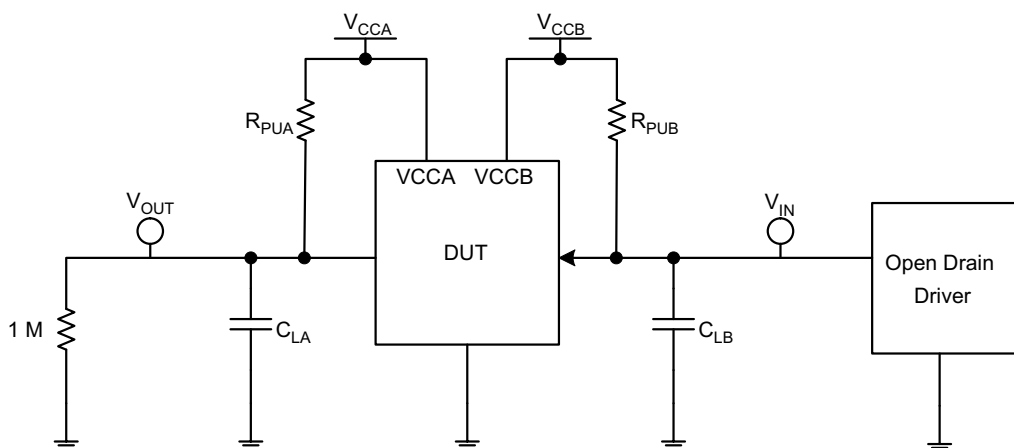 V_CCA
V_CCB
R_PUA
R_PUB
VCCA VCCB
V_OUT
V_IN
DUT
Open Drain
Driver
1 M
C_LA
C_LB